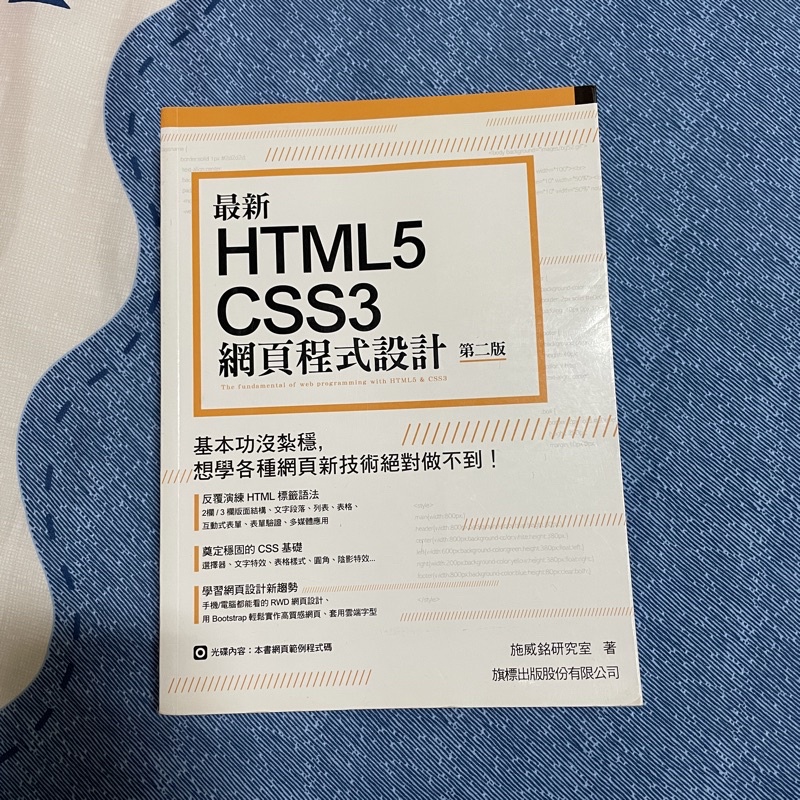 最新
HTML5
CSS3
網頁程式設計 第二版
The fundamental of web programming with HTML5 & CSS3
基本功沒紮穩,
想學各種網頁新技術絕對做不到！
反覆演練 HTML 標籤語法
2欄 / 3 欄版面結構、文字段落、列表、表格、
互動式表單、表單驗證、多媒體應用
奠定穩固的 CSS 基礎
選擇器、文字特效、表格樣式、圓角、陰影特效...
學習網頁設計新趨勢
手機/電腦都能看的 RWD 網頁設計、
用 Bootstrap 輕鬆實作高質感網頁、套用雲端字型
光碟內容：本書網頁範例程式碼
施威銘研究室 著
旗標出版股份有限公司